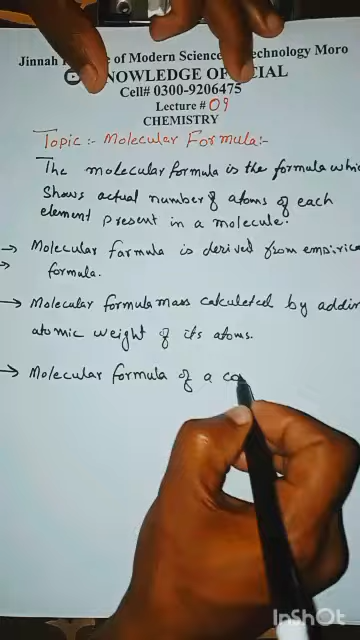 Jinnah of Modern Science Technology Moro
NOWLEDGE OF CIAL
Cell# 0300-9206475
Lecture # 09
CHEMISTRY
Topic :- Molecular Formula:-
The molecular formula is the formula whic
Shows actual number of atoms of each
element present in a molecule.
→ Molecular formula is derived from empirica
→ formula.
→ Molecular formula mass calculated by addin
atomic weight of its atoms.
→ Molecular formula of a co
InShOt